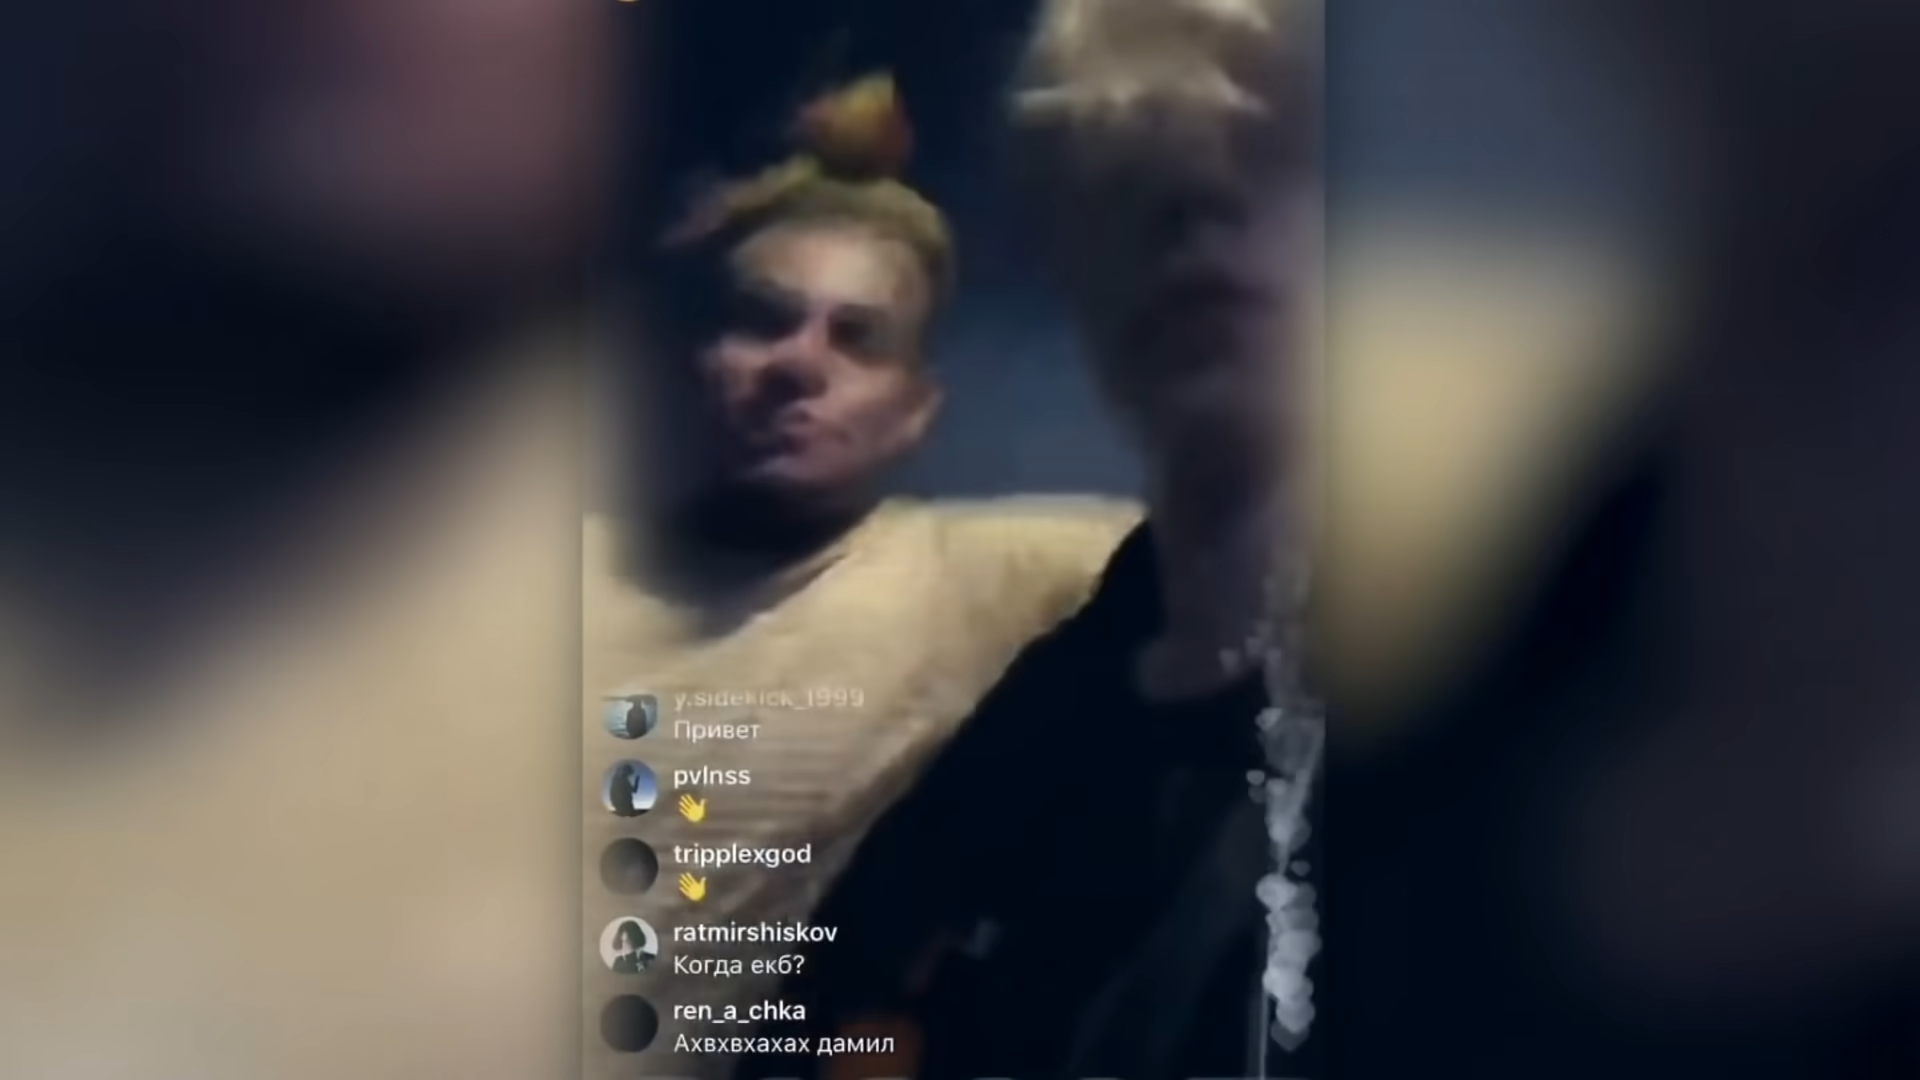 y.sidekick_1999
Привет
pvlnss
👋
tripplexgod
👋
ratmirshiskov
Когда екб?
ren_a_chka
Ахвхвхахах дамил